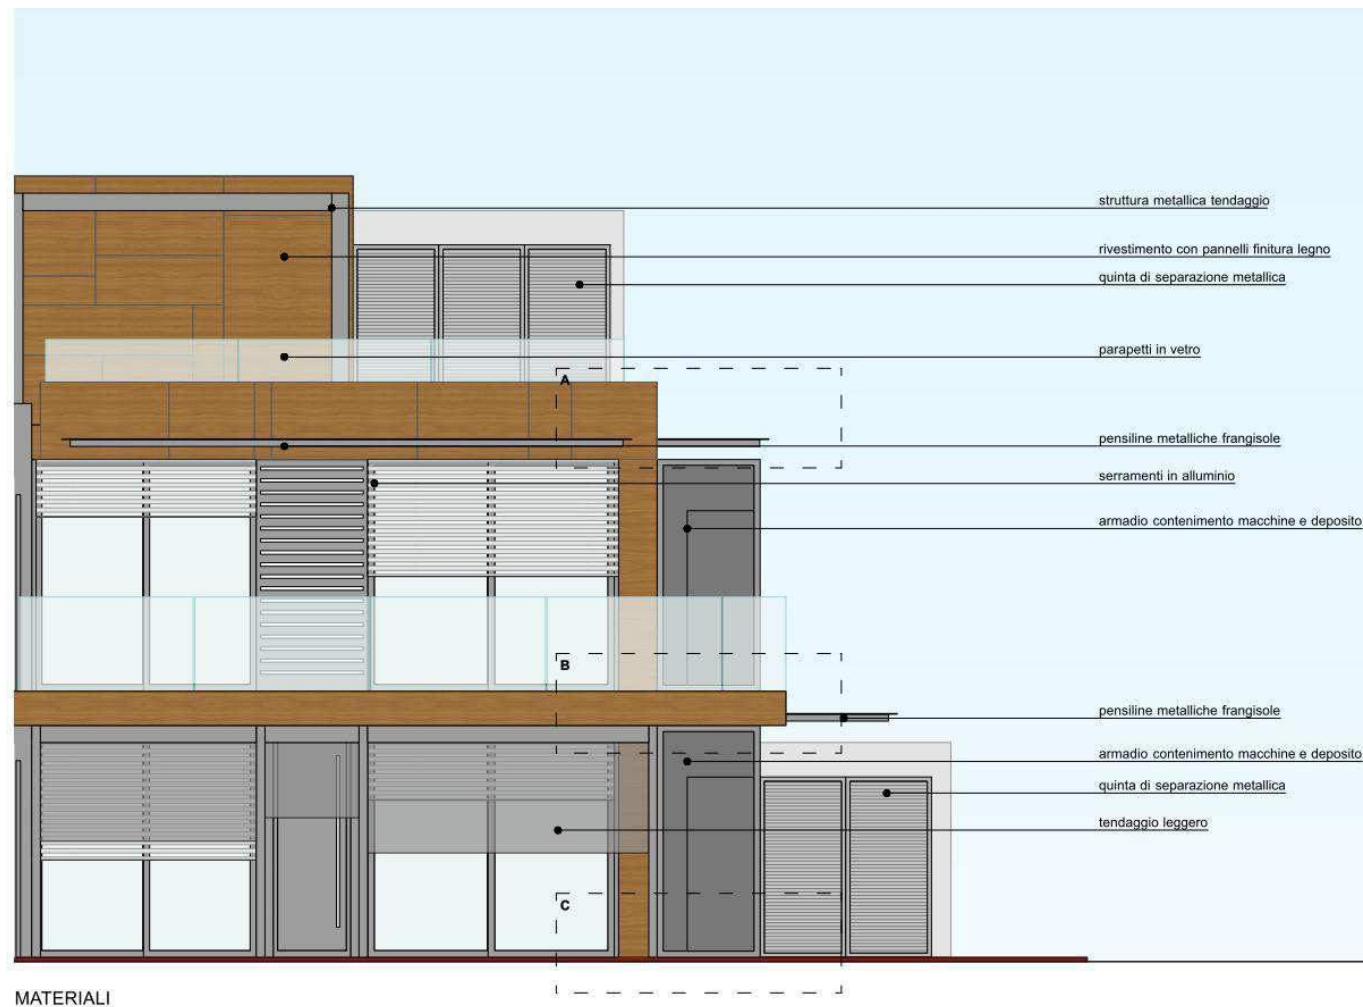 struttura metallica tendaggio
rivestimento con pannelli finitura legno
quinta di separazione metallica
parapetti in vetro
A
pensiline metalliche frangisole
serramenti in alluminio
armadio contenimento macchine e deposito
B
pensiline metalliche frangisole
armadio contenimento macchine e deposito
quinta di separazione metallica
tendaggio leggero
C
MATERIALI